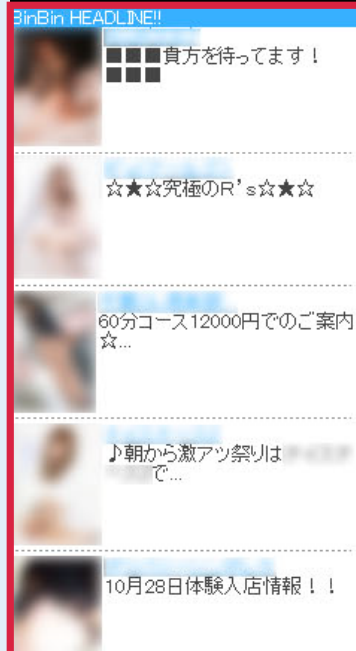 BinBin HEADLINE!!
■■■貴方を待ってます！
■■■
☆★☆究極のR’s☆★☆
60分コース12000円でのご案内
☆...
♪朝から激アツ祭りは
で...
10月28日体験入店情報！！